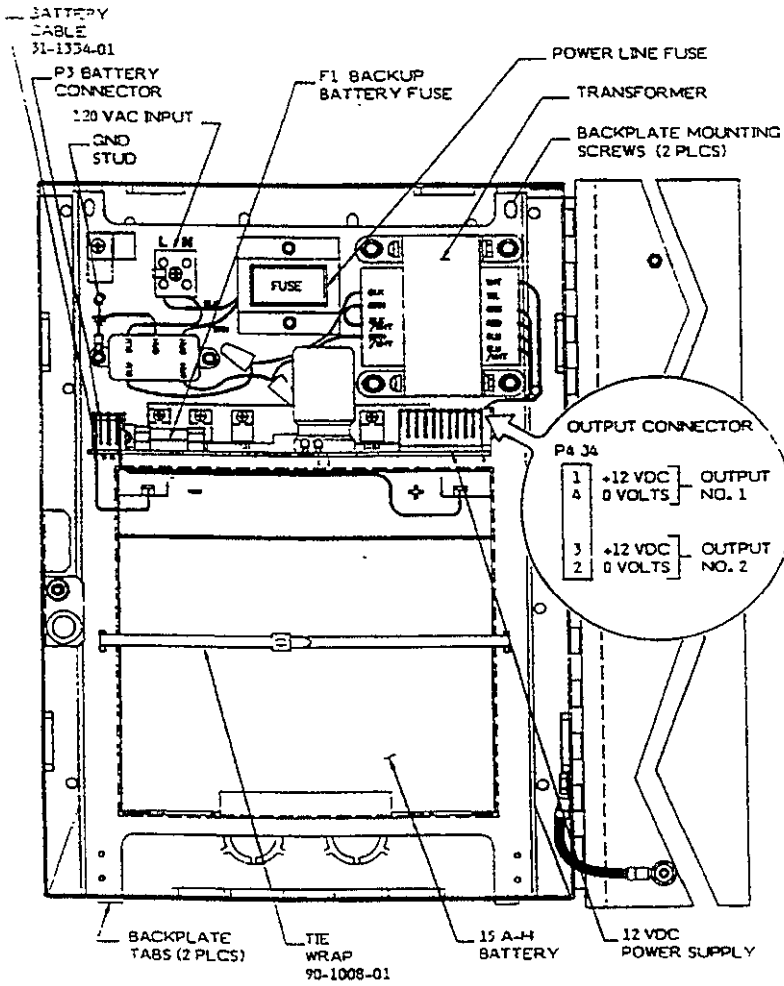 BATTERY
CABLE
31-1334-01
P3 BATTERY
CONNECTOR
120 VAC INPUT
GND
STUD
F1 BACKUP
BATTERY FUSE
POWER LINE FUSE
TRANSFORMER
BACKPLATE MOUNTING
SCREWS (2 PLCS)
L N
FUSE
BLK
OUTPUT CONNECTOR
P4 J4
1 +12 VDC OUTPUT
4 0 VOLTS NO. 1
3 +12 VDC OUTPUT
2 0 VOLTS NO. 2
- +
BACKPLATE
TABS (2 PLCS)
TIE
WRAP
90-1008-01
15 A-H
BATTERY
12 VDC
POWER SUPPLY